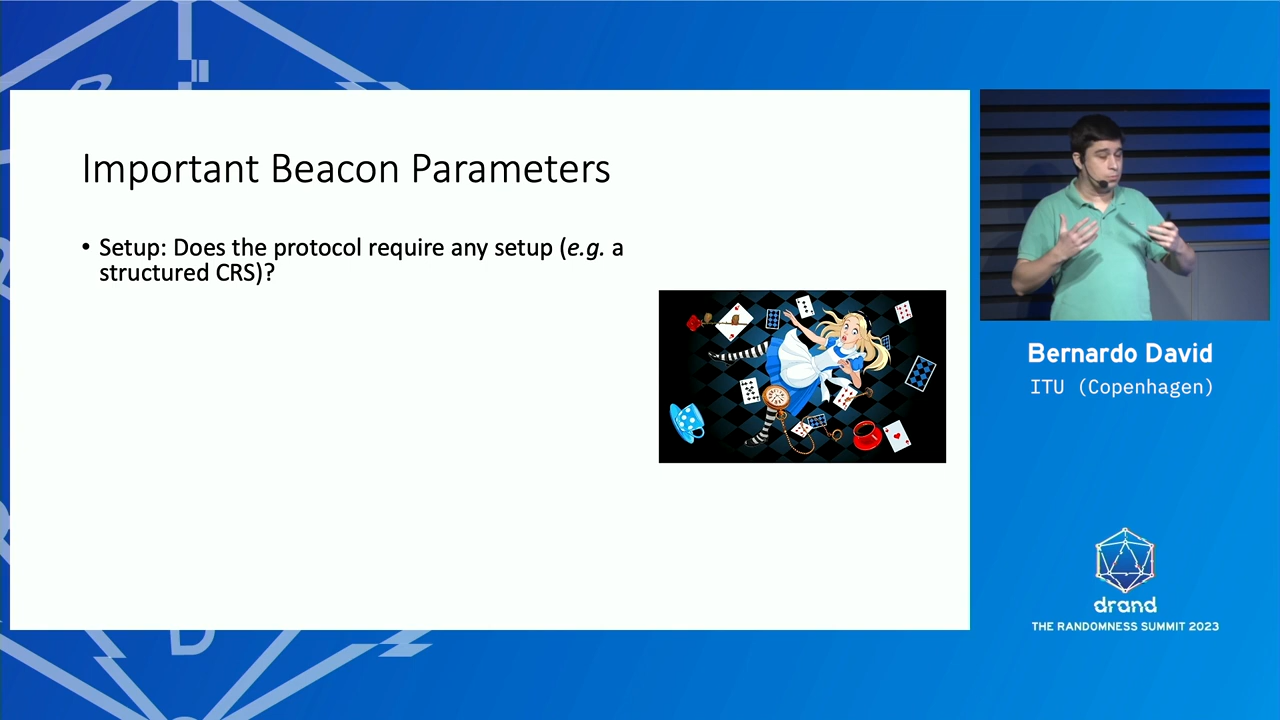 Important Beacon Parameters
• Setup: Does the protocol require any setup (e.g. a
structured CRS)?
Bernardo David
ITU (Copenhagen)
drand
THE RANDOMNESS SUMMIT 2023